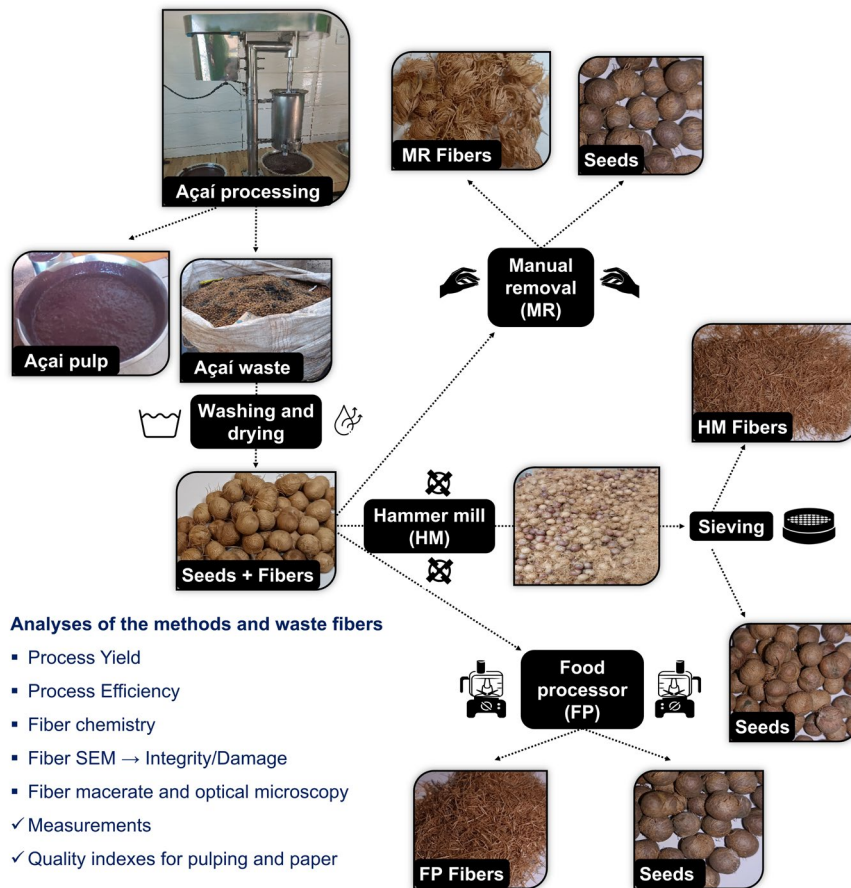 Açaí processing
MR Fibers
Seeds
Açai pulp
Açaí waste
Manual
removal
(MR)
Washing and
drying
HM Fibers
Seeds + Fibers
Hammer mill
(HM)
Sieving
Analyses of the methods and waste fibers
▪ Process Yield
▪ Process Efficiency
▪ Fiber chemistry
▪ Fiber SEM → Integrity/Damage
▪ Fiber macerate and optical microscopy
✓ Measurements
✓ Quality indexes for pulping and paper
Food
processor
(FP)
Seeds
FP Fibers
Seeds